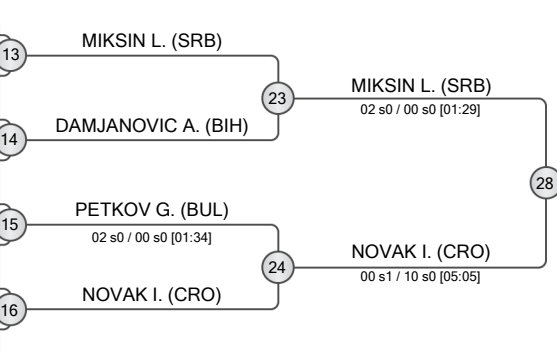 MIKSIN L. (SRB)
13
MIKSIN L. (SRB)
23
02 s0 / 00 s0 [01:29]
DAMJANOVIC A. (BIH)
14
28
PETKOV G. (BUL)
15
02 s0 / 00 s0 [01:34]
NOVAK I. (CRO)
24
00 s1 / 10 s0 [05:05]
NOVAK I. (CRO)
16